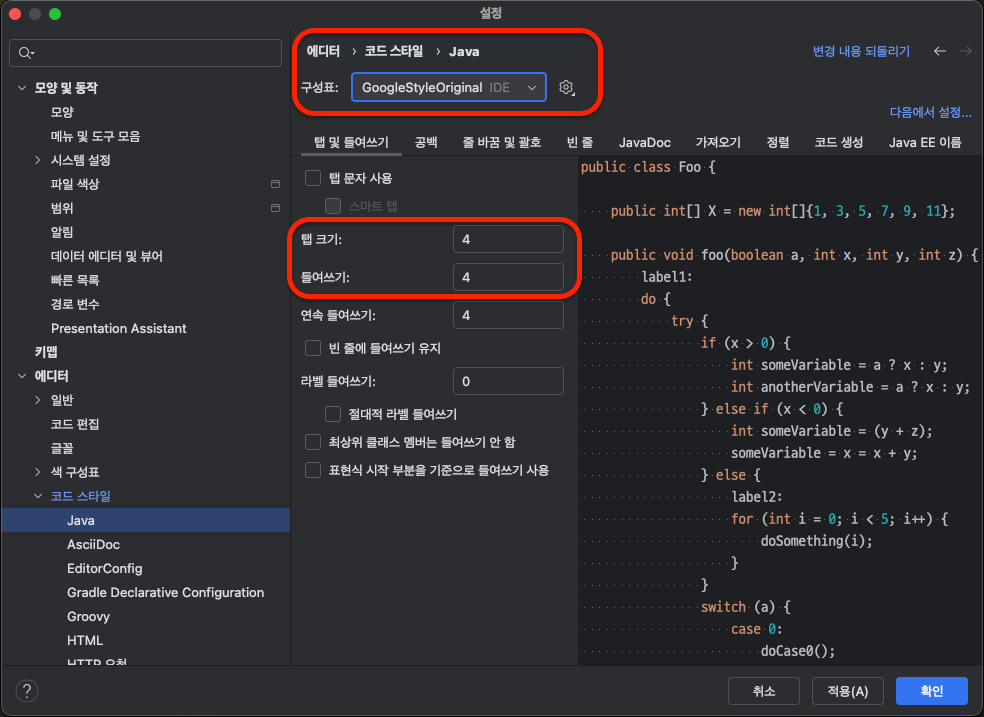 설정
에디터 › 코드 스타일 › Java
변경 내용 되돌리기
구성표: GoogleStyleOriginal IDE
다음에서 설정...
모양 및 동작
모양
메뉴 및 도구 모음
시스템 설정
파일 색상
범위
알림
데이터 에디터 및 뷰어
빠른 목록
경로 변수
Presentation Assistant
키맵
에디터
일반
코드 편집
글꼴
색 구성표
코드 스타일
Java
AsciiDoc
EditorConfig
Gradle Declarative Configuration
Groovy
HTML
HTTP 요청
탭 및 들여쓰기 공백 줄 바꿈 및 괄호 빈 줄 JavaDoc 가져오기 정렬 코드 생성 Java EE 이름
탭 문자 사용
스마트 탭
탭 크기: 4
들여쓰기: 4
연속 들여쓰기: 4
빈 줄에 들여쓰기 유지
라벨 들여쓰기: 0
절대적 라벨 들여쓰기
최상위 클래스 멤버는 들여쓰기 안 함
표현식 시작 부분을 기준으로 들여쓰기 사용
public class Foo {
public int[] X = new int[]{1, 3, 5, 7, 9, 11};
public void foo(boolean a, int x, int y, int z) {
label1:
do {
try {
if (x > 0) {
int someVariable = a ? x : y;
int anotherVariable = a ? x : y;
} else if (x < 0) {
int someVariable = (y + z);
someVariable = x = x + y;
} else {
label2:
for (int i = 0; i < 5; i++) {
doSomething(i);
}
}
switch (a) {
case 0:
doCase0();
?
취소 적용(A) 확인